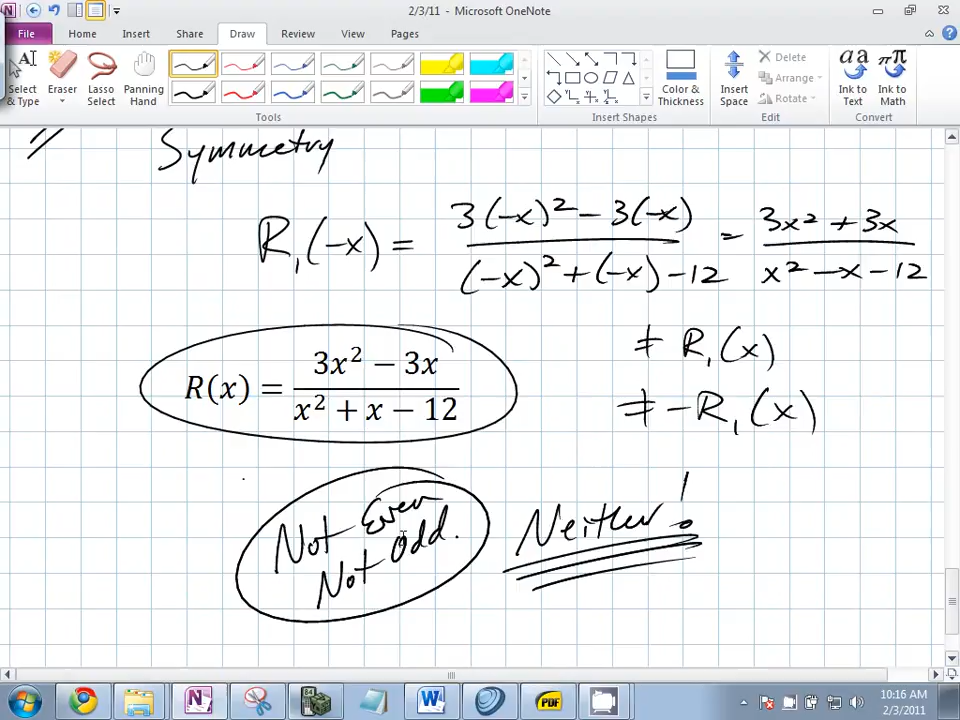 2/3/11 - Microsoft OneNote
File Home Insert Share Draw Review View Pages
Select & Type Eraser Lasso Select Panning Hand Insert Space Delete Arrange Rotate Color & Thickness Ink to Text Ink to Math
Tools Insert Shapes Edit Convert
Symmetry
R₁(-x) = (3(-x)² - 3(-x))/((-x)² + (-x) - 12) = (3x² + 3x)/(x² - x - 12)
≠ R₁(x)
R(x) = (3x² − 3x)/(x² + x − 12)
≠ -R₁(x)
Not Even
Not Odd.
Neither!
10:16 AM
2/3/2011